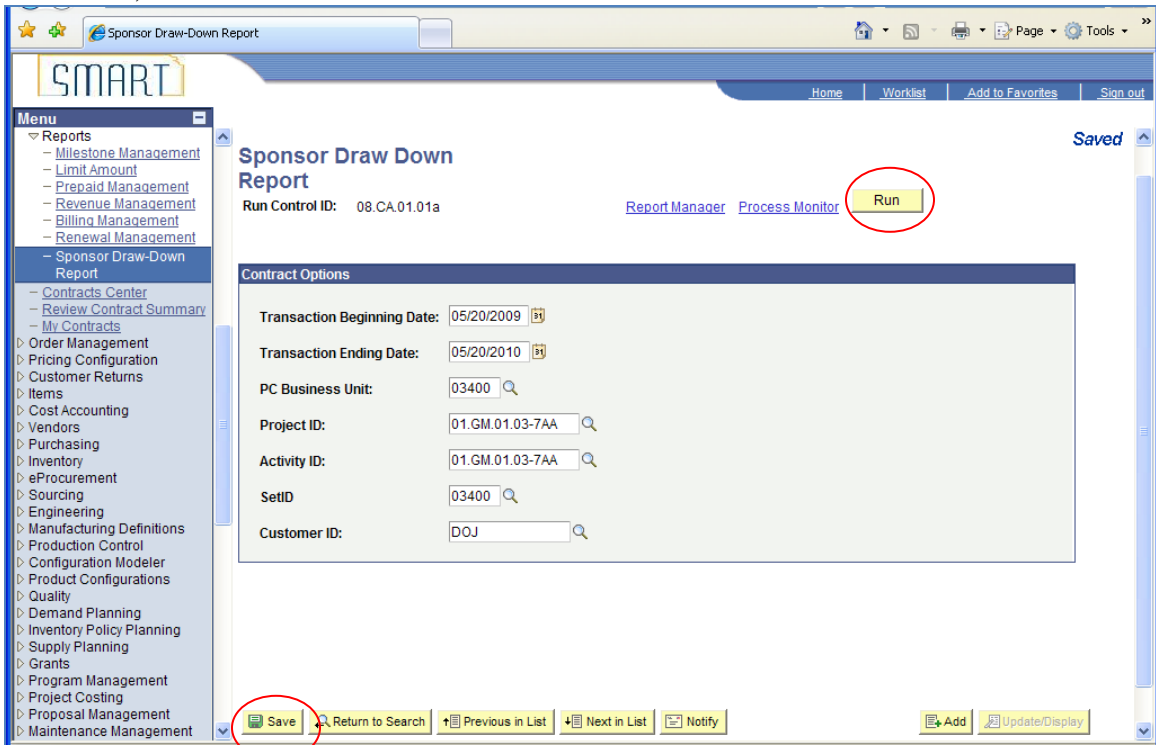 Sponsor Draw-Down Report
Page
Tools
»
SMART
Home
Worklist
Add to Favorites
Sign out
Menu
Reports
Milestone Management
Limit Amount
Prepaid Management
Revenue Management
Billing Management
Renewal Management
Sponsor Draw-Down
Report
Contracts Center
Review Contract Summary
My Contracts
Order Management
Pricing Configuration
Customer Returns
Items
Cost Accounting
Vendors
Purchasing
Inventory
eProcurement
Sourcing
Engineering
Manufacturing Definitions
Production Control
Configuration Modeler
Product Configurations
Quality
Demand Planning
Inventory Policy Planning
Supply Planning
Grants
Program Management
Project Costing
Proposal Management
Maintenance Management
Saved
Sponsor Draw Down
Report
Run Control ID: 08.CA.01.01a Report Manager Process Monitor Run
Contract Options
Transaction Beginning Date: 05/20/2009
Transaction Ending Date: 05/20/2010
PC Business Unit: 03400
Project ID: 01.GM.01.03-7AA
Activity ID: 01.GM.01.03-7AA
SetID 03400
Customer ID: DOJ
Save Return to Search Previous in List Next in List Notify Add Update/Display